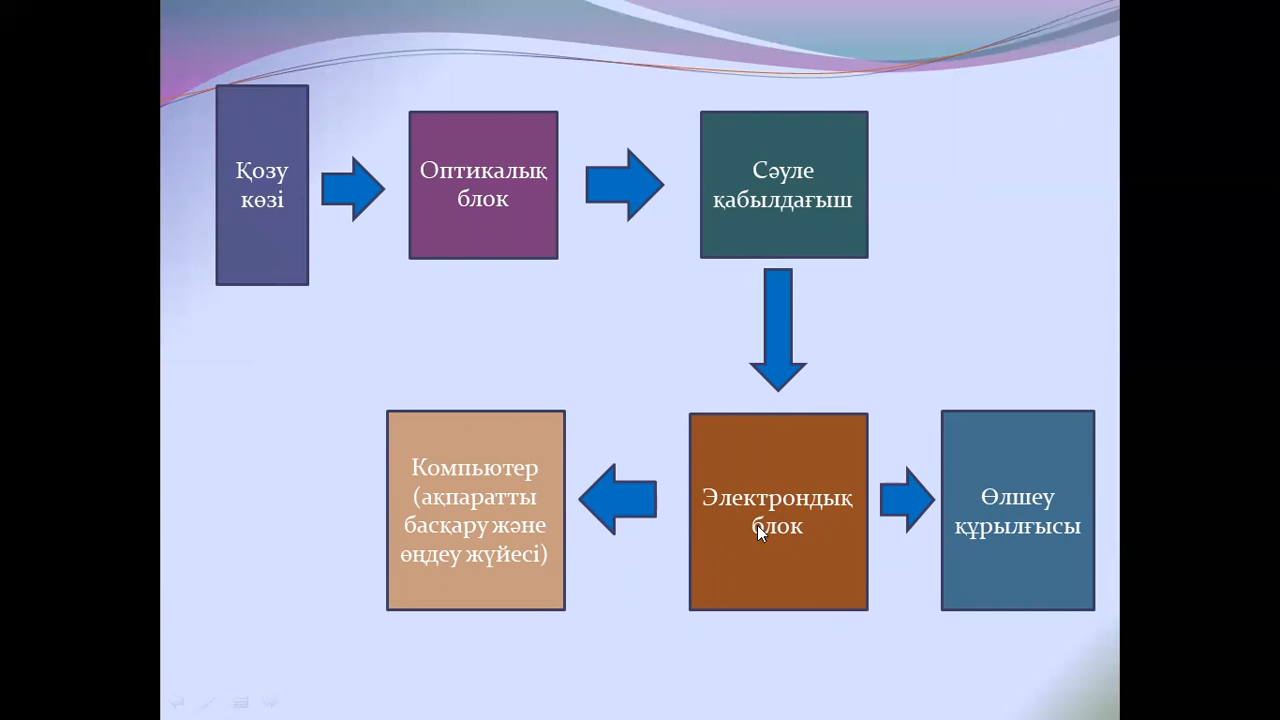 Қозу
көзі
Оптикалық
блок
Сәуле
қабылдағыш
Компьютер
(ақпаратты
басқару және
өңдеу жүйесі)
Электрондық
блок
Өлшеу
құрылғысы